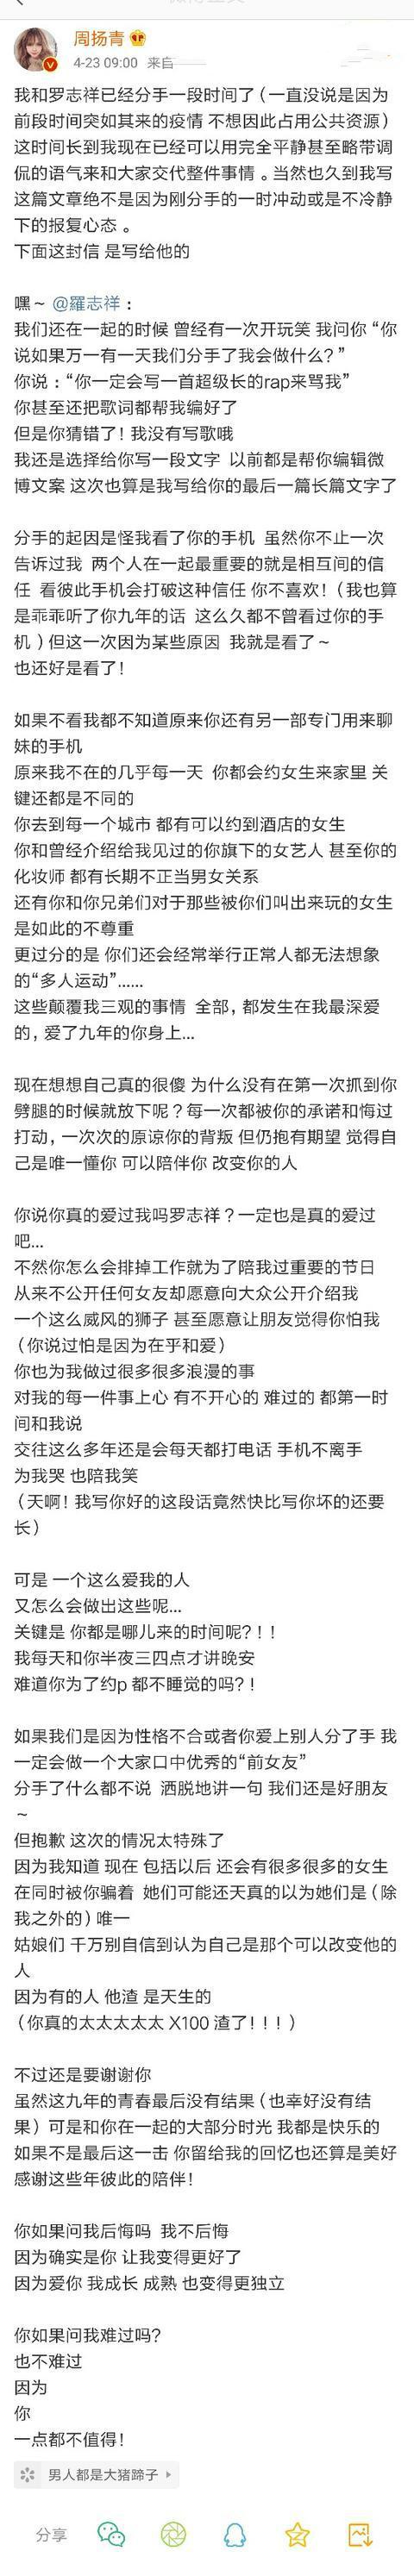 周扬青
4-23 09:00 来自
我和罗志祥已经分手一段时间了（一直没说是因为
前段时间突如其来的疫情 不想因此占用公共资源）
这时间长到我现在已经可以用完全平静甚至略带调
侃的语气来和大家交代整件事情 。当然也久到我写
这篇文章绝不是因为刚分手的一时冲动或是不冷静
下的报复心态 。
下面这封信 是写给他的
嘿～ @羅志祥：
我们还在一起的时候 曾经有一次开玩笑 我问你 “你
说如果万一有一天我们分手了我会做什么？”
你说：“你一定会写一首超级长的rap来骂我”
你甚至还把歌词都帮我编好了
但是你猜错了！我没有写歌哦
我还是选择给你写一段文字 以前都是帮你编辑微
博文案 这次也算是我写给你的最后一篇长篇文字了
分手的起因是怪我看了你的手机 虽然你不止一次
告诉过我 两个人在一起最重要的就是相互间的信
任 看彼此手机会打破这种信任 你不喜欢！（我也算
是乖乖听了你九年的话 这么久都不曾看过你的手
机 ）但这一次因为某些原因 我就是看了～
也还好是看了！
如果不看我都不知道原来你还有另一部专门用来聊
妹的手机
原来我不在的几乎每一天 你都会约女生来家里 关
键还都是不同的
你去到每一个城市 都有可以约到酒店的女生
你和曾经介绍给我见过的你旗下的女艺人 甚至你的
化妆师 都有长期不正当男女关系
还有你和你兄弟们对于那些被你们叫出来玩的女生
是如此的不尊重
更过分的是 你们还会经常举行正常人都无法想象
的“多人运动”……
这些颠覆我三观的事情 全部，都发生在我最深爱
的，爱了九年的你身上…
现在想想自己真的很傻 为什么没有在第一次抓到你
劈腿的时候就放下呢？每一次都被你的承诺和悔过
打动，一次次的原谅你的背叛 但仍抱有期望 觉得自
己是唯一懂你 可以陪伴你 改变你的人
你说你真的爱过我吗罗志祥？一定也是真的爱过
吧…
不然你怎么会排掉工作就为了陪我过重要的节日
从来不公开任何女友却愿意向大众公开介绍我
一个这么威风的狮子 甚至愿意让朋友觉得你怕我
（你说过怕是因为在乎和爱）
你也为我做过很多很多浪漫的事
对我的每一件事上心 有不开心的 难过的 都第一时
间和我说
交往这么多年还是会每天都打电话 手机不离手
为我哭 也陪我笑
（天啊！我写你好的这段话竟然快比写你坏的还要
长）
可是 一个这么爱我的人
又怎么会做出这些呢…
关键是 你都是哪儿来的时间呢？！！
我每天和你半夜三四点才讲晚安
难道你为了约p 都不睡觉的吗？！
如果我们是因为性格不合或者你爱上别人分了手 我
一定会做一个大家口中优秀的“前女友”
分手了什么都不说 洒脱地讲一句 我们还是好朋友
～
但抱歉 这次的情况太特殊了
因为我知道 现在 包括以后 还会有很多很多的女生
在同时被你骗着 她们可能还天真的以为她们是（除
我之外的）唯一
姑娘们 千万别自信到认为自己是那个可以改变他的
人
因为有的人 他渣 是天生的
（你真的太太太太太 X100 渣了！！！）
不过还是要谢谢你
虽然这九年的青春最后没有结果（也幸好没有结
果）可是和你在一起的大部分时光 我都是快乐的
如果不是最后这一击 你留给我的回忆也还算是美好
感谢这些年彼此的陪伴！
你如果问我后悔吗 我不后悔
因为确实是你 让我变得更好了
因为爱你 我成长 成熟 也变得更独立
你如果问我难过吗？
也不难过
因为
你
一点都不值得！
男人都是大猪蹄子
分享